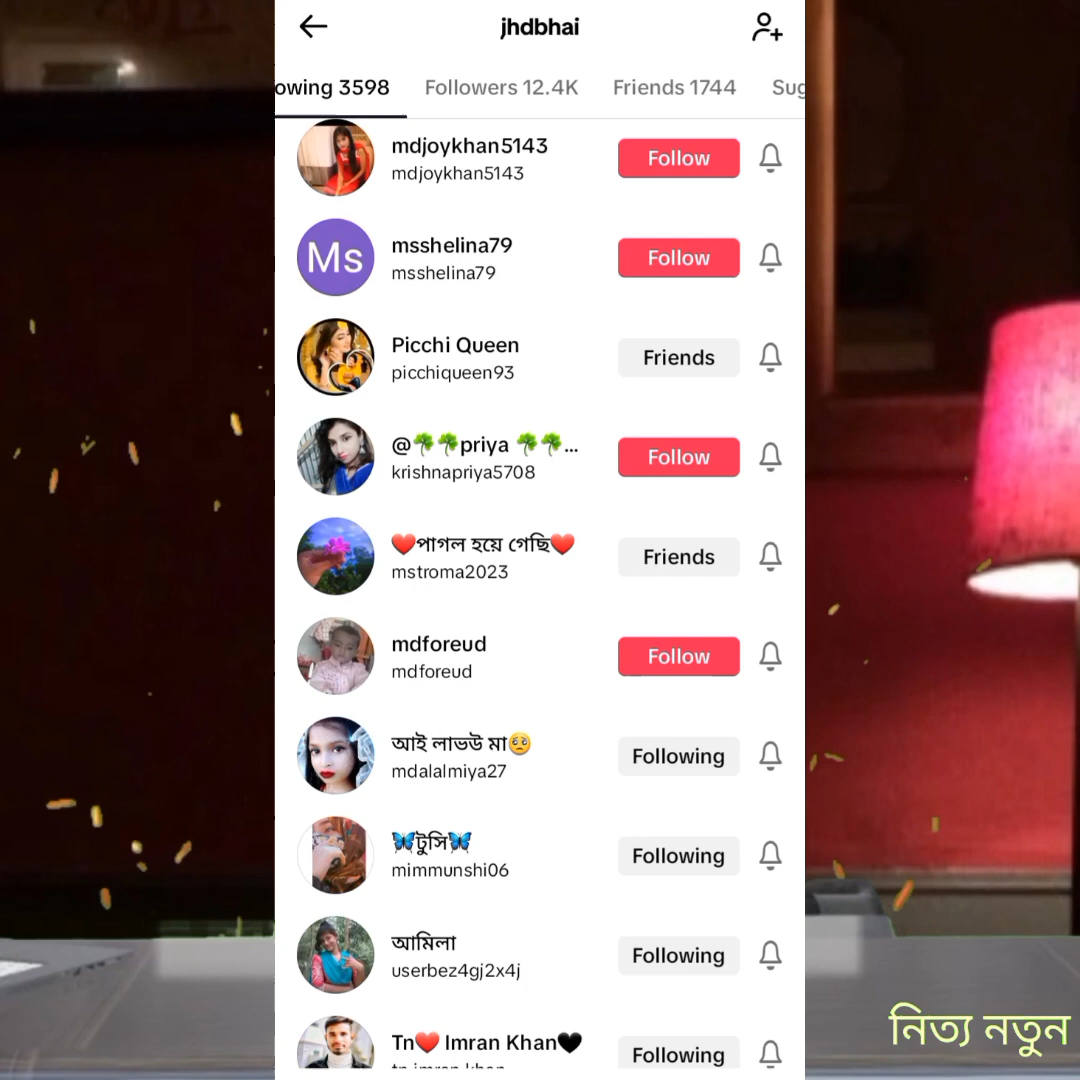 jhdbhai
owing 3598 Followers 12.4K Friends 1744 Sug
mdjoykhan5143
mdjoykhan5143
Follow
Ms
msshelina79
msshelina79
Follow
Picchi Queen
picchiqueen93
Friends
@☘️☘️priya ☘️☘️...
krishnapriya5708
Follow
❤️পাগল হয়ে গেছি❤️
mstroma2023
Friends
mdforeud
mdforeud
Follow
আই লাভউ মা🥺
mdalalmiya27
Following
🦋টুসি🦋
mimmunshi06
Following
আমিলা
userbez4gj2x4j
Following
Tn❤️ Imran Khan🖤
Following
নিত্য নতুন